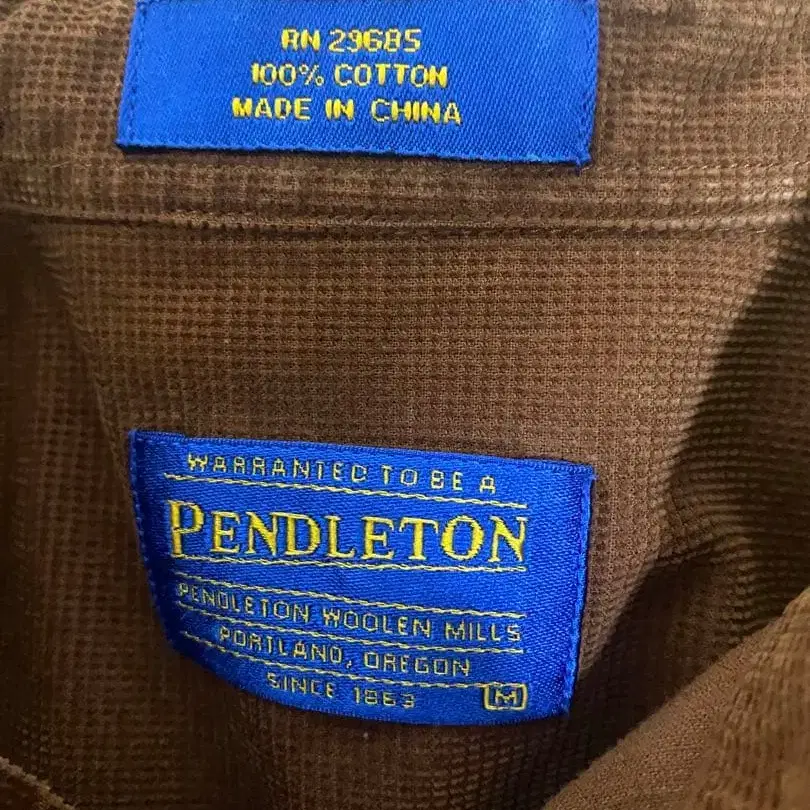 RN 29685
100% COTTON
MADE IN CHINA
WARRANTED TO BE A
PENDLETON
PENDLETON WOOLEN MILLS
PORTLAND, OREGON
SINCE 1863
M